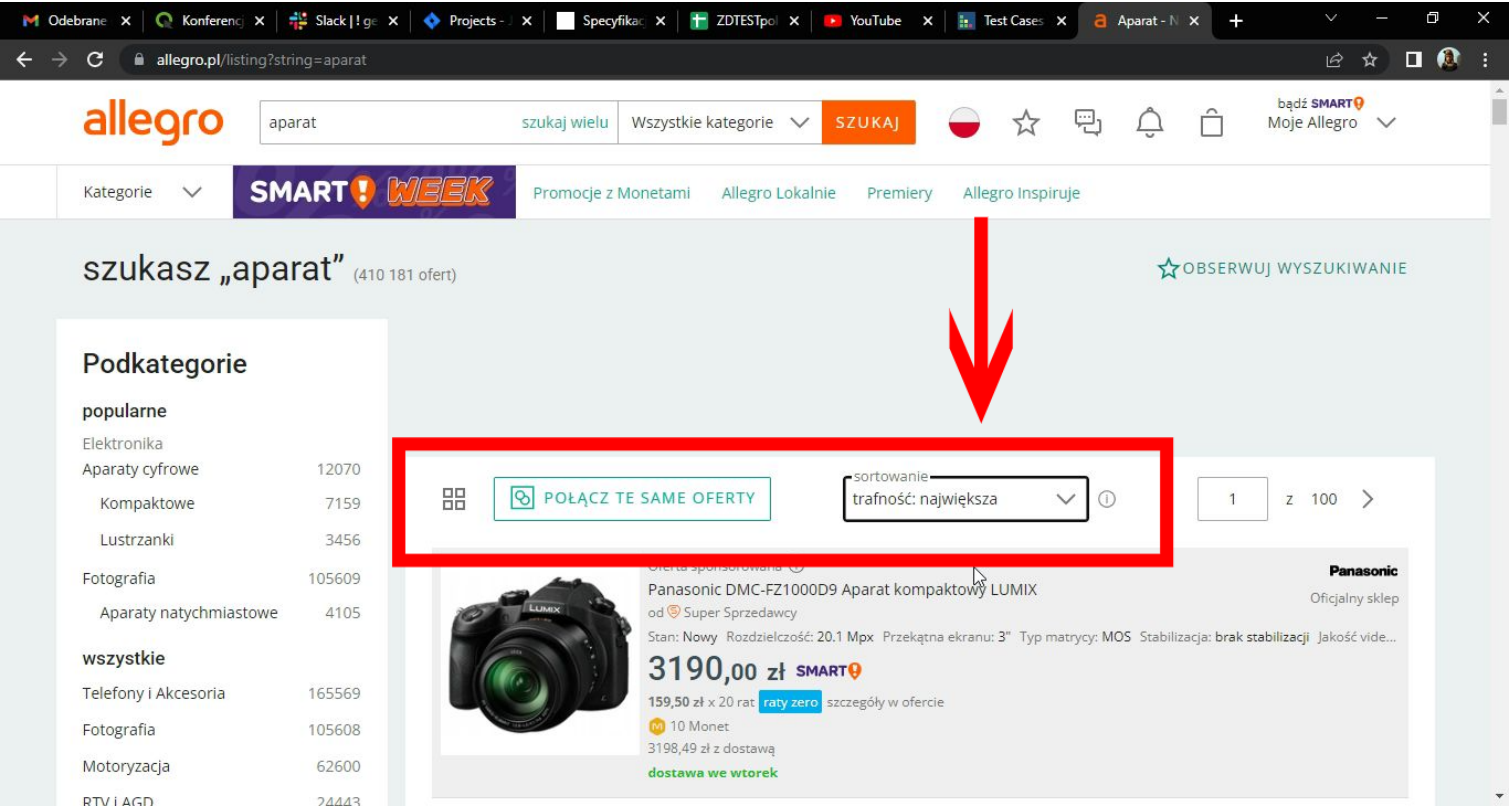 Odebrane
Konferencj
Slack | ! ge
Projects - J
Specyfikac
ZDTESTpol
YouTube
Test Cases
Aparat - N
allegro.pl/listing?string=aparat
allegro
aparat
szukaj wielu
Wszystkie kategorie
SZUKAJ
bądź SMART!
Moje Allegro
Kategorie
SMART! WEEK
Promocje z Monetami
Allegro Lokalnie
Premiery
Allegro Inspiruje
szukasz „aparat” (410 181 ofert)
OBSERWUJ WYSZUKIWANIE
Podkategorie
popularne
Elektronika
Aparaty cyfrowe 12070
Kompaktowe 7159
Lustrzanki 3456
Fotografia 105609
Aparaty natychmiastowe 4105
wszystkie
Telefony i Akcesoria 165569
Fotografia 105608
Motoryzacja 62600
RTV i AGD 24443
POŁĄCZ TE SAME OFERTY
sortowanie
trafność: największa
1 z 100
Oferta sponsorowana
Panasonic DMC-FZ1000D9 Aparat kompaktowy LUMIX
od Super Sprzedawcy
Stan: Nowy Rozdzielczość: 20.1 Mpx Przekątna ekranu: 3" Typ matrycy: MOS Stabilizacja: brak stabilizacji Jakość vide...
3190,00 zł SMART!
159,50 zł x 20 rat raty zero szczegóły w ofercie
10 Monet
3198,49 zł z dostawą
dostawa we wtorek
Panasonic
Oficjalny sklep
LUMIX